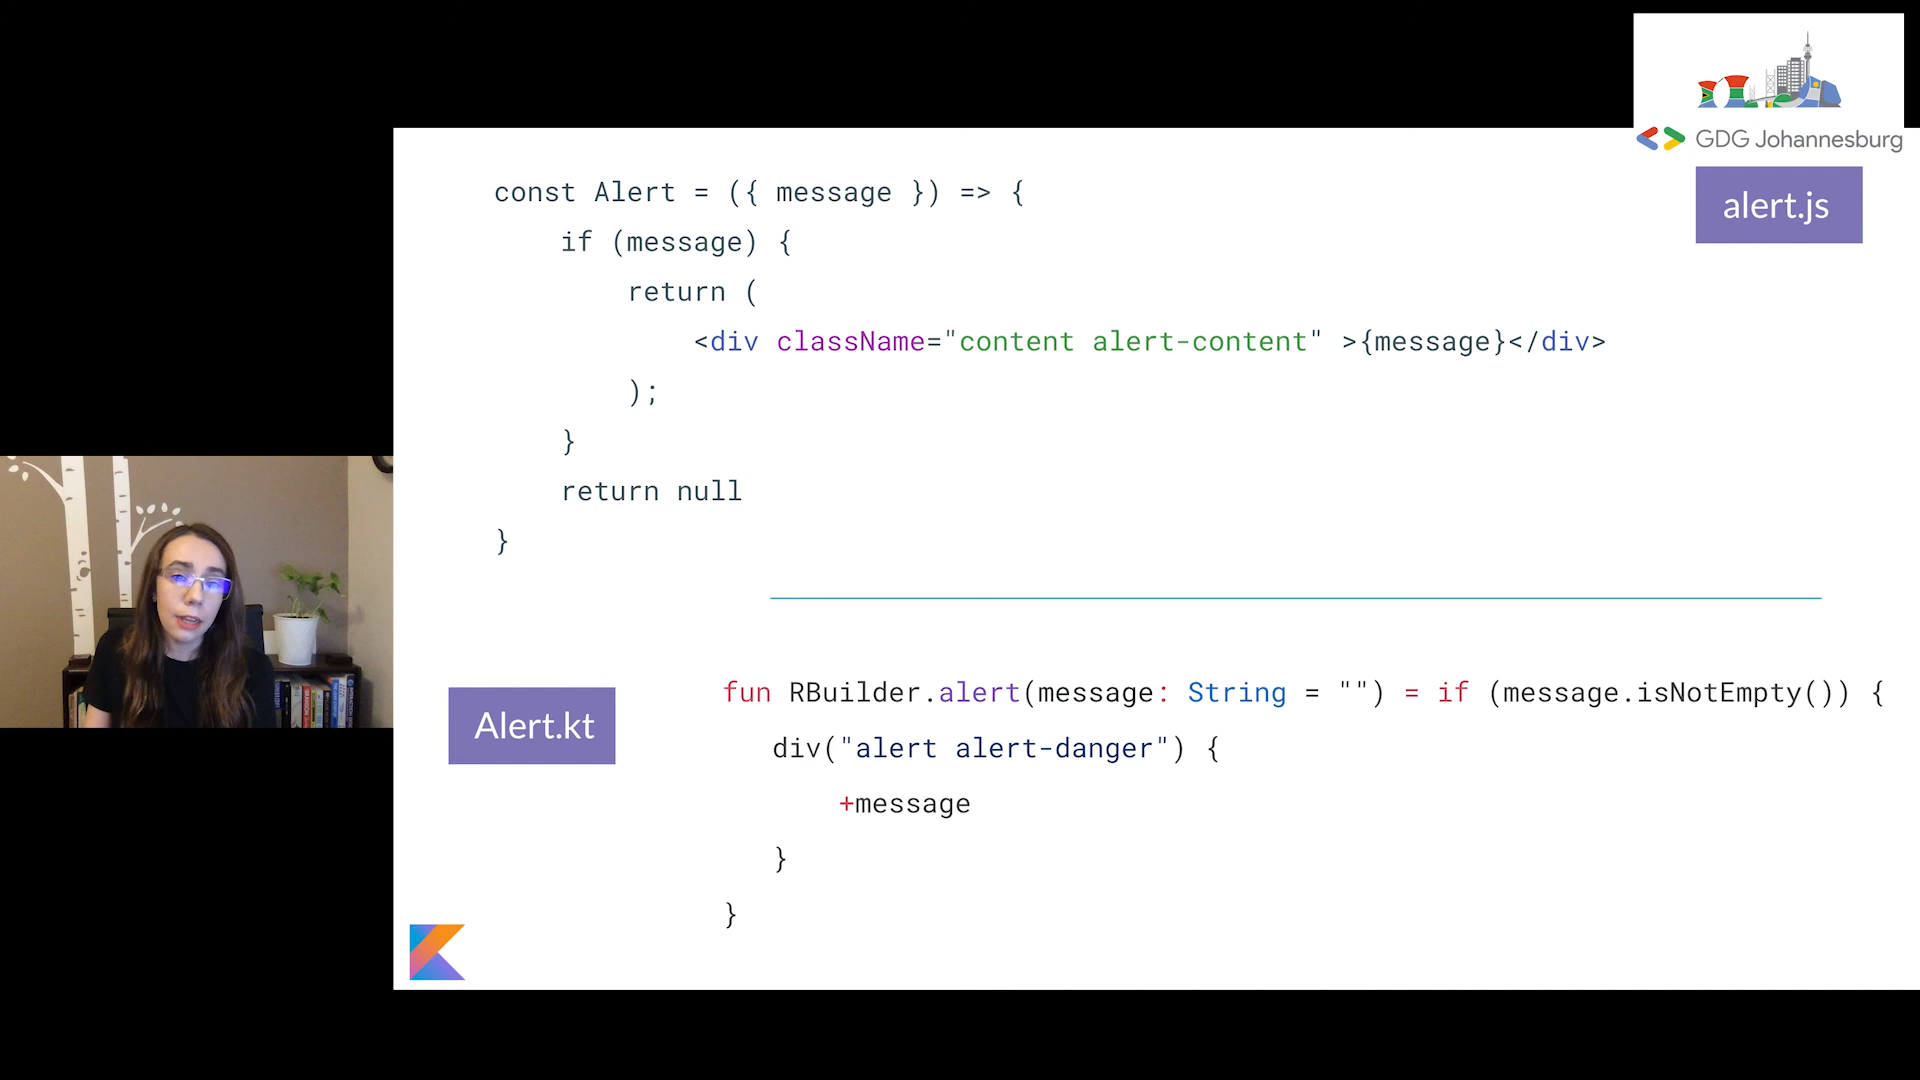 GDG Johannesburg
alert.js
const Alert = ({ message }) => {
if (message) {
return (
<div className="content alert-content" >{message}</div>
);
}
return null
}
Alert.kt
fun RBuilder.alert(message: String = "") = if (message.isNotEmpty()) {
div("alert alert-danger") {
+message
}
}